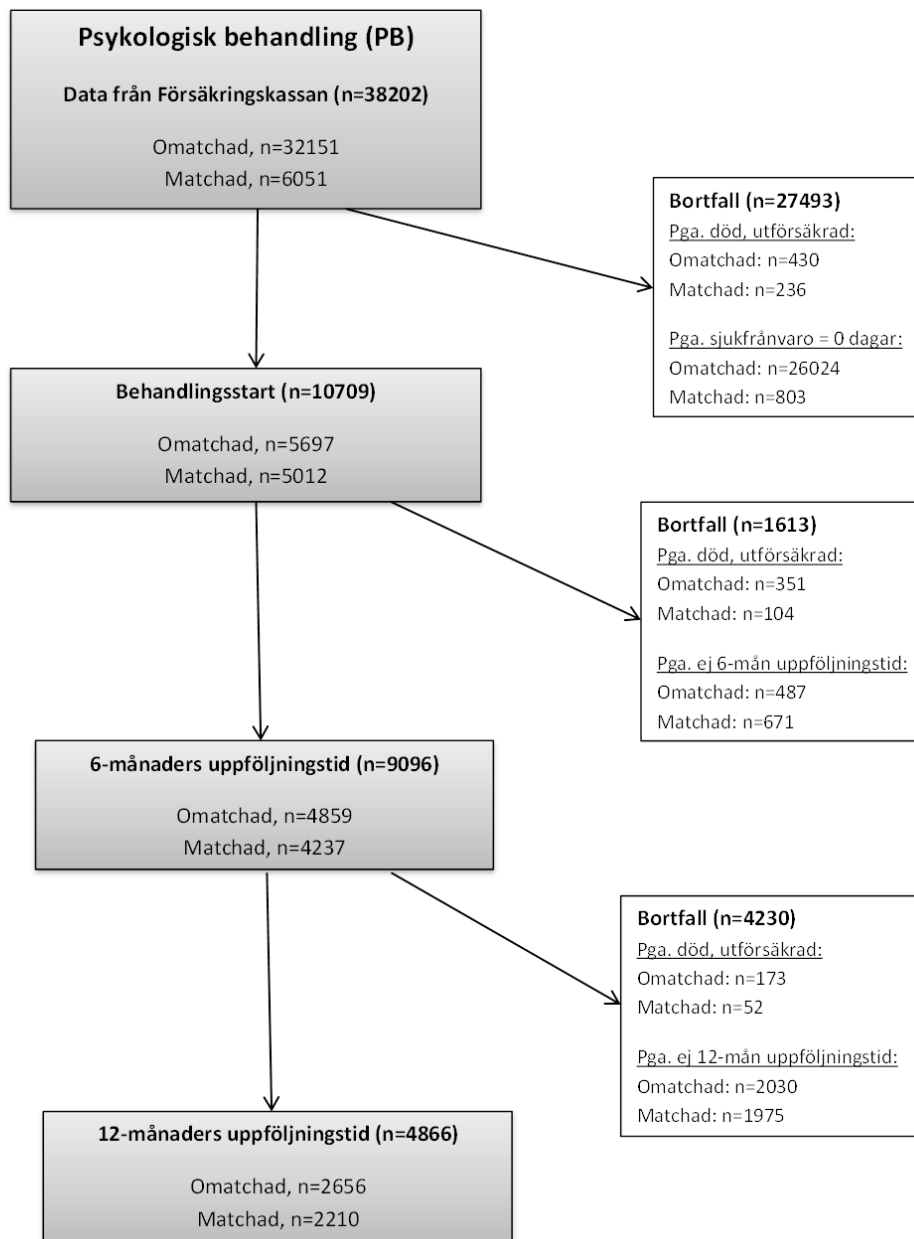 Psykologisk behandling (PB)
Data från Försäkringskassan (n=38202)
Omatchad, n=32151
Matchad, n=6051
Bortfall (n=27493)
Pga. död, utförsäkrad:
Omatchad: n=430
Matchad: n=236
Pga. sjukfrånvaro = 0 dagar:
Omatchad: n=26024
Matchad: n=803
Behandlingsstart (n=10709)
Omatchad, n=5697
Matchad, n=5012
Bortfall (n=1613)
Pga. död, utförsäkrad:
Omatchad: n=351
Matchad: n=104
Pga. ej 6-mån uppföljningstid:
Omatchad: n=487
Matchad: n=671
6-månaders uppföljningstid (n=9096)
Omatchad, n=4859
Matchad, n=4237
Bortfall (n=4230)
Pga. död, utförsäkrad:
Omatchad: n=173
Matchad: n=52
Pga. ej 12-mån uppföljningstid:
Omatchad: n=2030
Matchad: n=1975
12-månaders uppföljningstid (n=4866)
Omatchad, n=2656
Matchad, n=2210